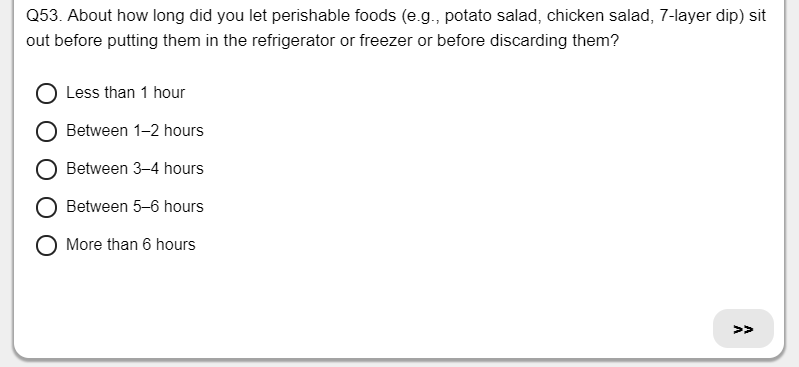 Q53. About how long did you let perishable foods (e.g., potato salad, chicken salad, 7-layer dip) sit
out before putting them in the refrigerator or freezer or before discarding them?
Less than 1 hour
Between 1–2 hours
Between 3–4 hours
Between 5–6 hours
More than 6 hours
>>